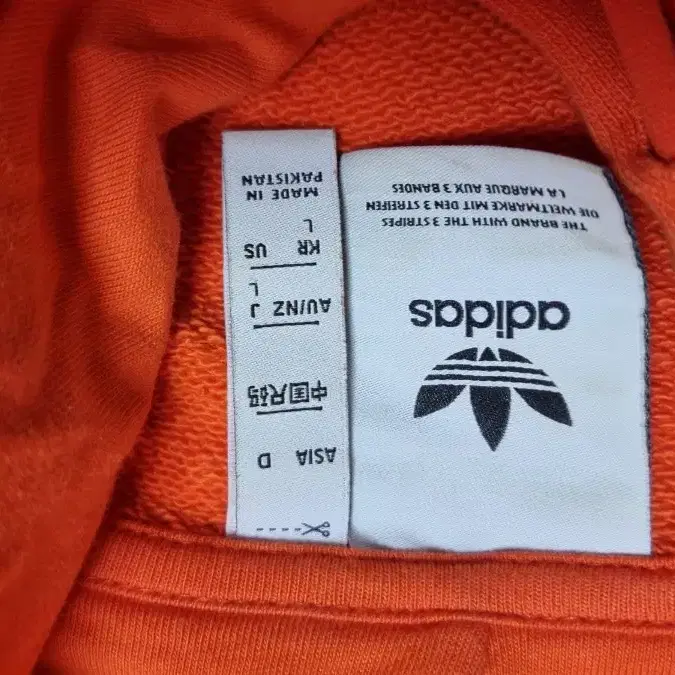 adidas
THE BRAND WITH THE 3 STRIPES
DIE WELTMARKE MIT DEN 3 STREIFEN
LA MARQUE AUX 3 BANDES
ASIA D
中国尺码
AU/NZ J
L
KR US
L
MADE IN
PAKISTAN